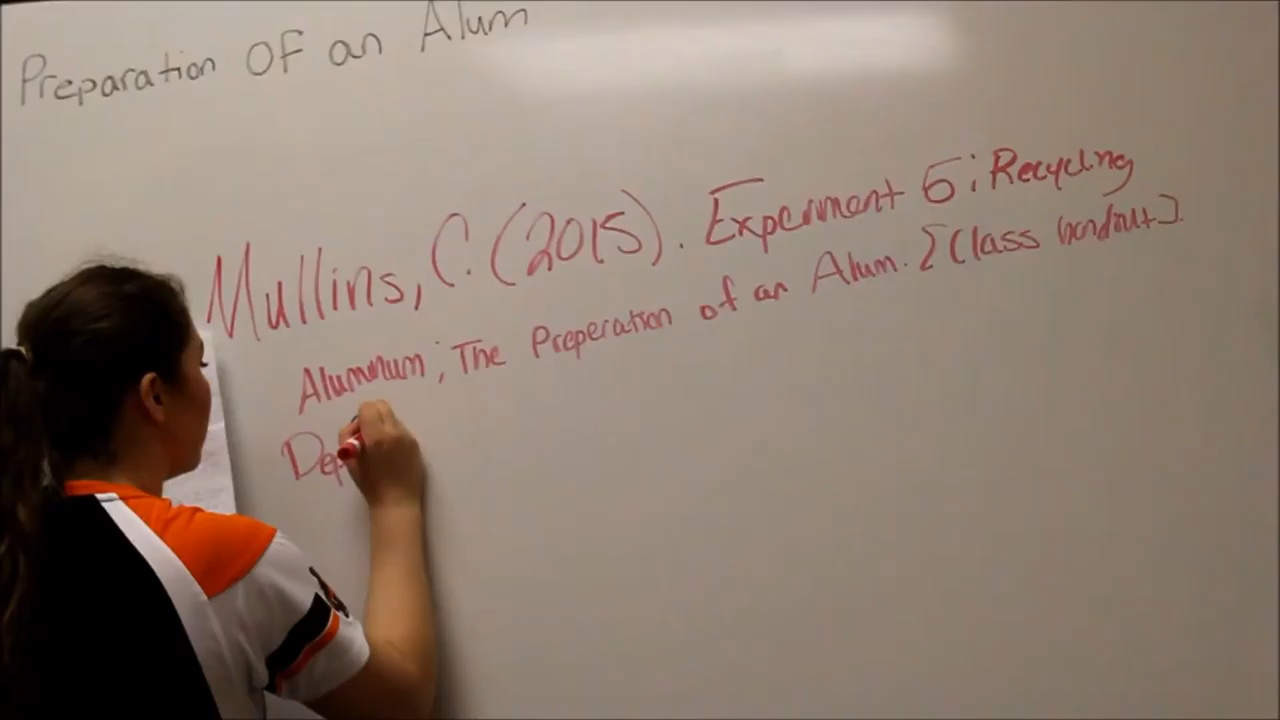 Preparation OF an Alum
Mullins, C. (2015). Experiment 6: Recycling
Aluminum; The Preperation of an Alum. [Class handout].
Dep